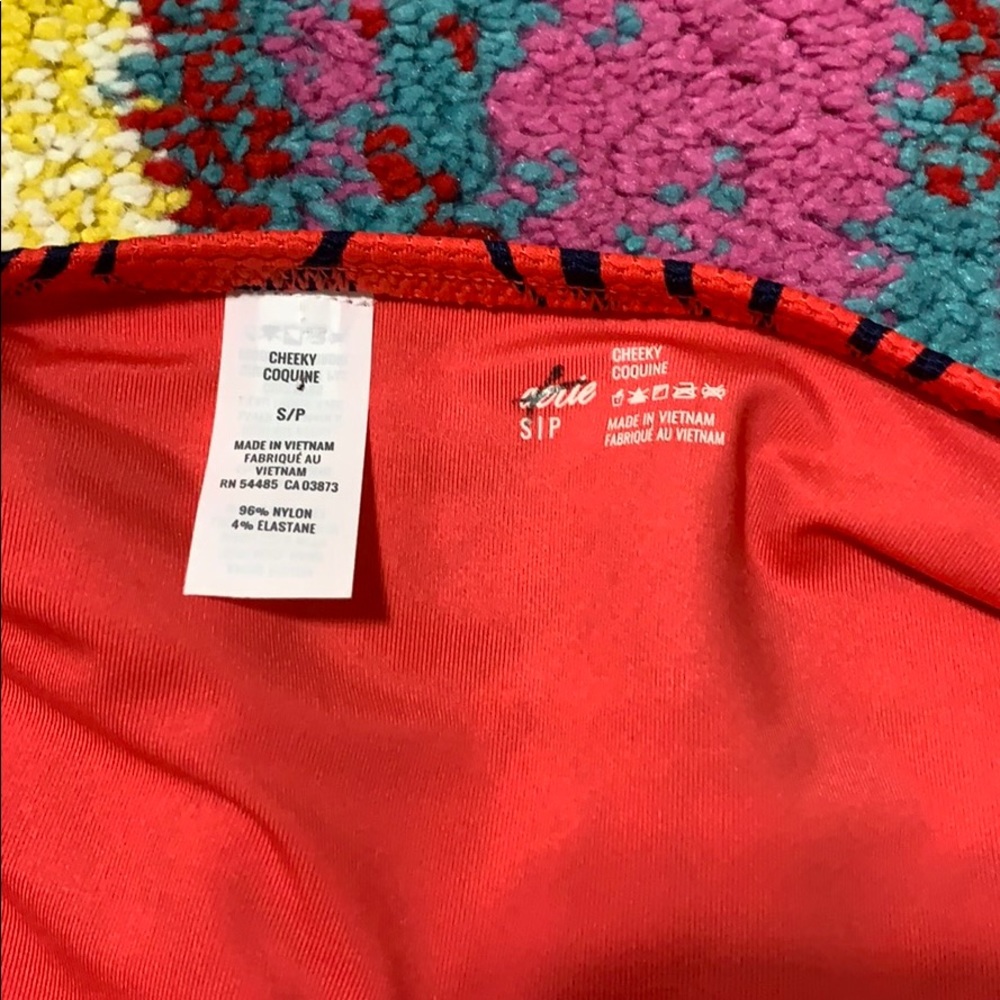 CHEEKY
COQUINE
S/P
MADE IN VIETNAM
FABRIQUÉ AU
VIETNAM
RN 54485 CA 03873
96% NYLON
4% ELASTANE
aerie
S|P
CHEEKY
COQUINE
MADE IN VIETNAM
FABRIQUÉ AU VIETNAM